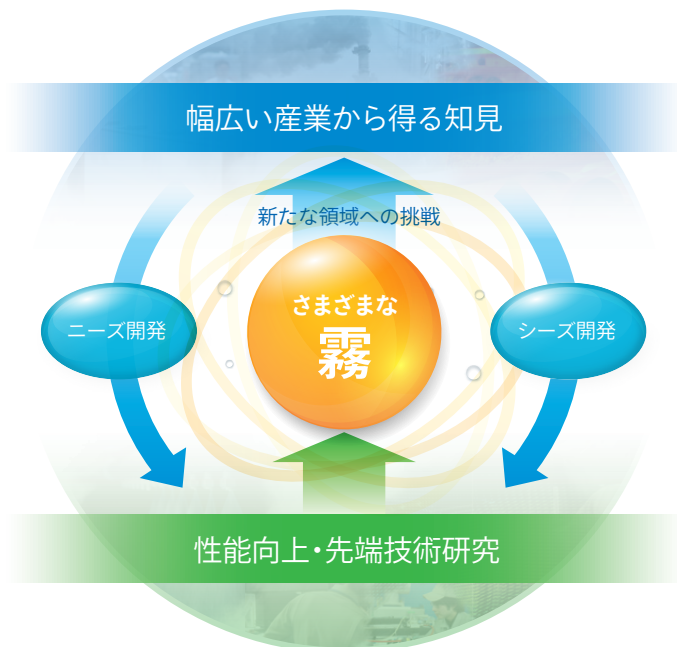 幅広い産業から得る知見
新たな領域への挑戦
さまざまな
霧
ニーズ開発
シーズ開発
性能向上・先端技術研究